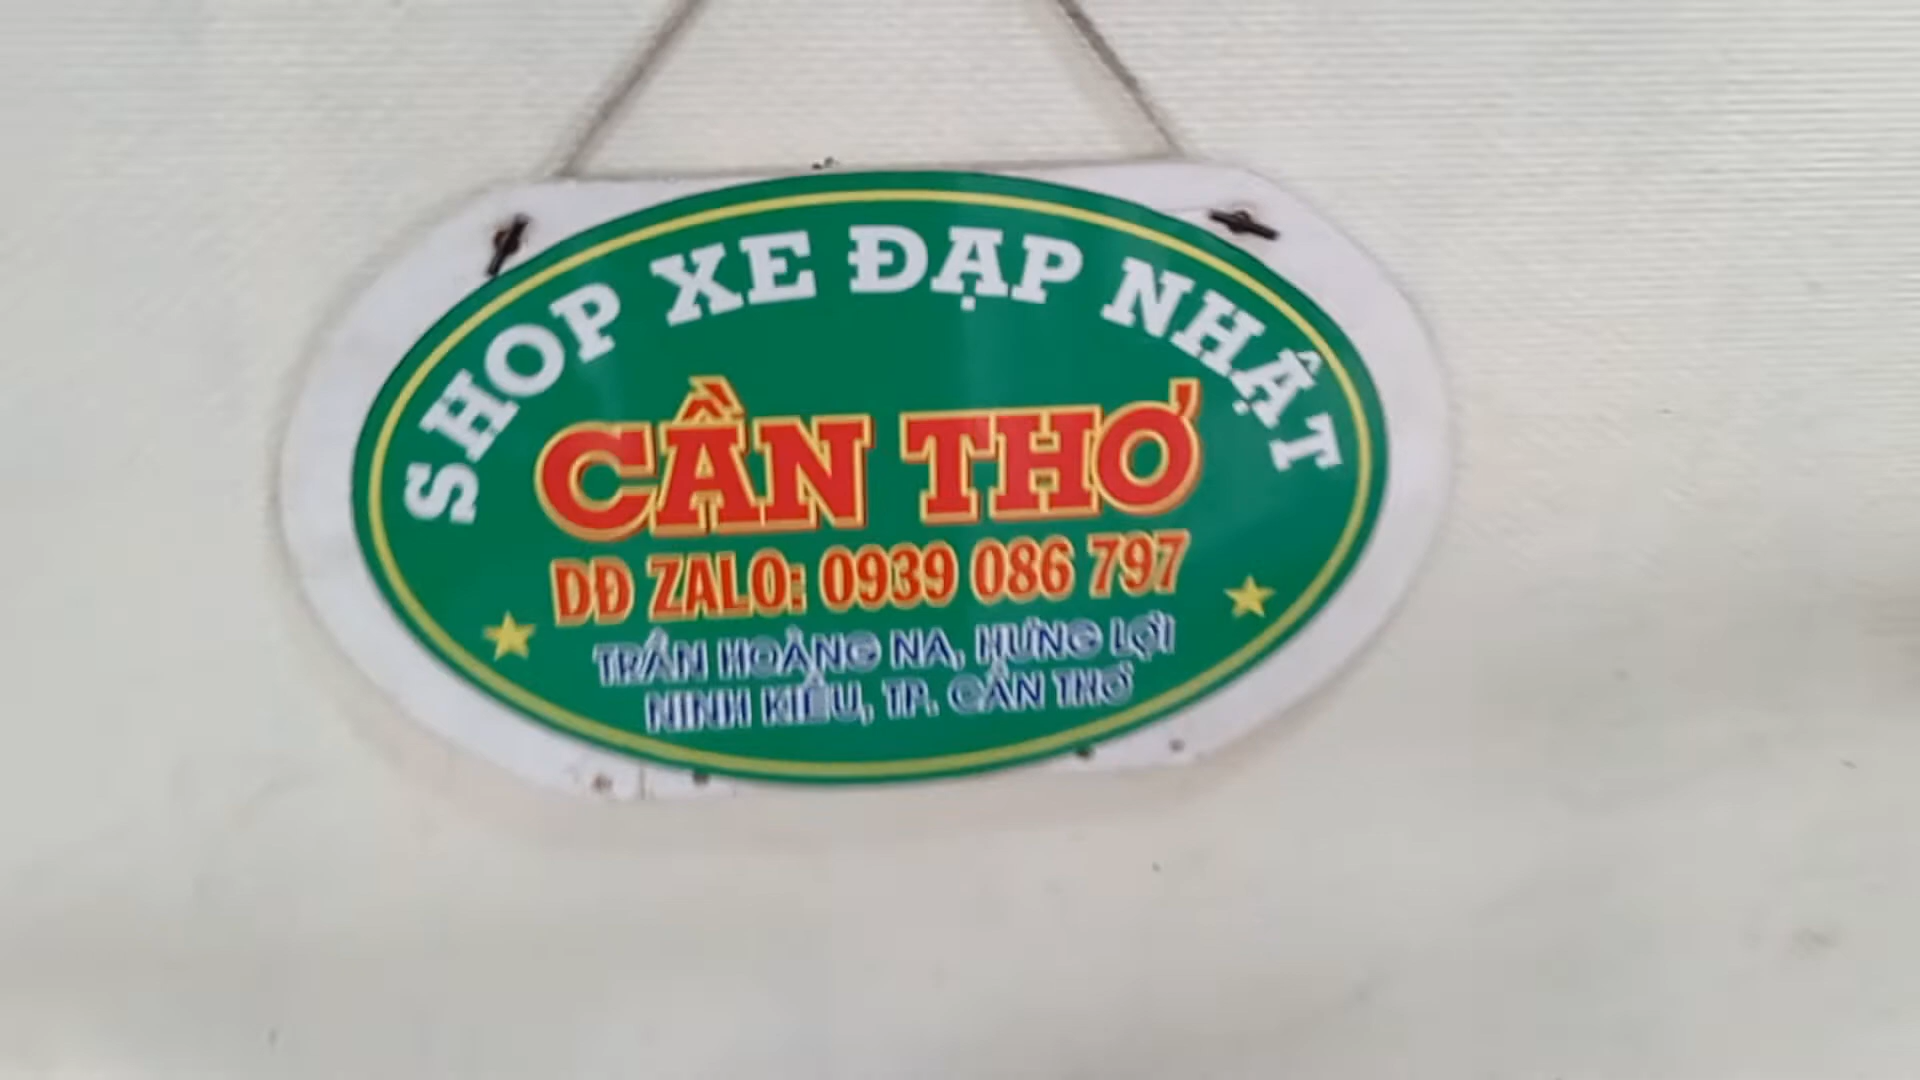 SHOP XE ĐẠP NHẬT
CẦN THƠ
DĐ ZALO: 0939 086 797
TRẦN HOÀNG NA, HƯNG LỢI
NINH KIỀU, TP. CẦN THƠ